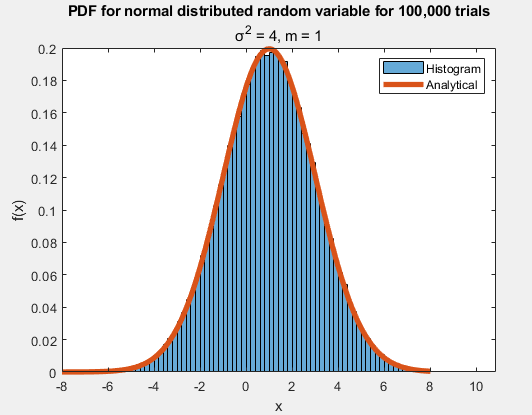 PDF for normal distributed random variable for 100,000 trials
σ² = 4, m = 1
Histogram
Analytical
f(x)
0.2
0.18
0.16
0.14
0.12
0.1
0.08
0.06
0.04
0.02
0
-8 -6 -4 -2 0 2 4 6 8 10
x